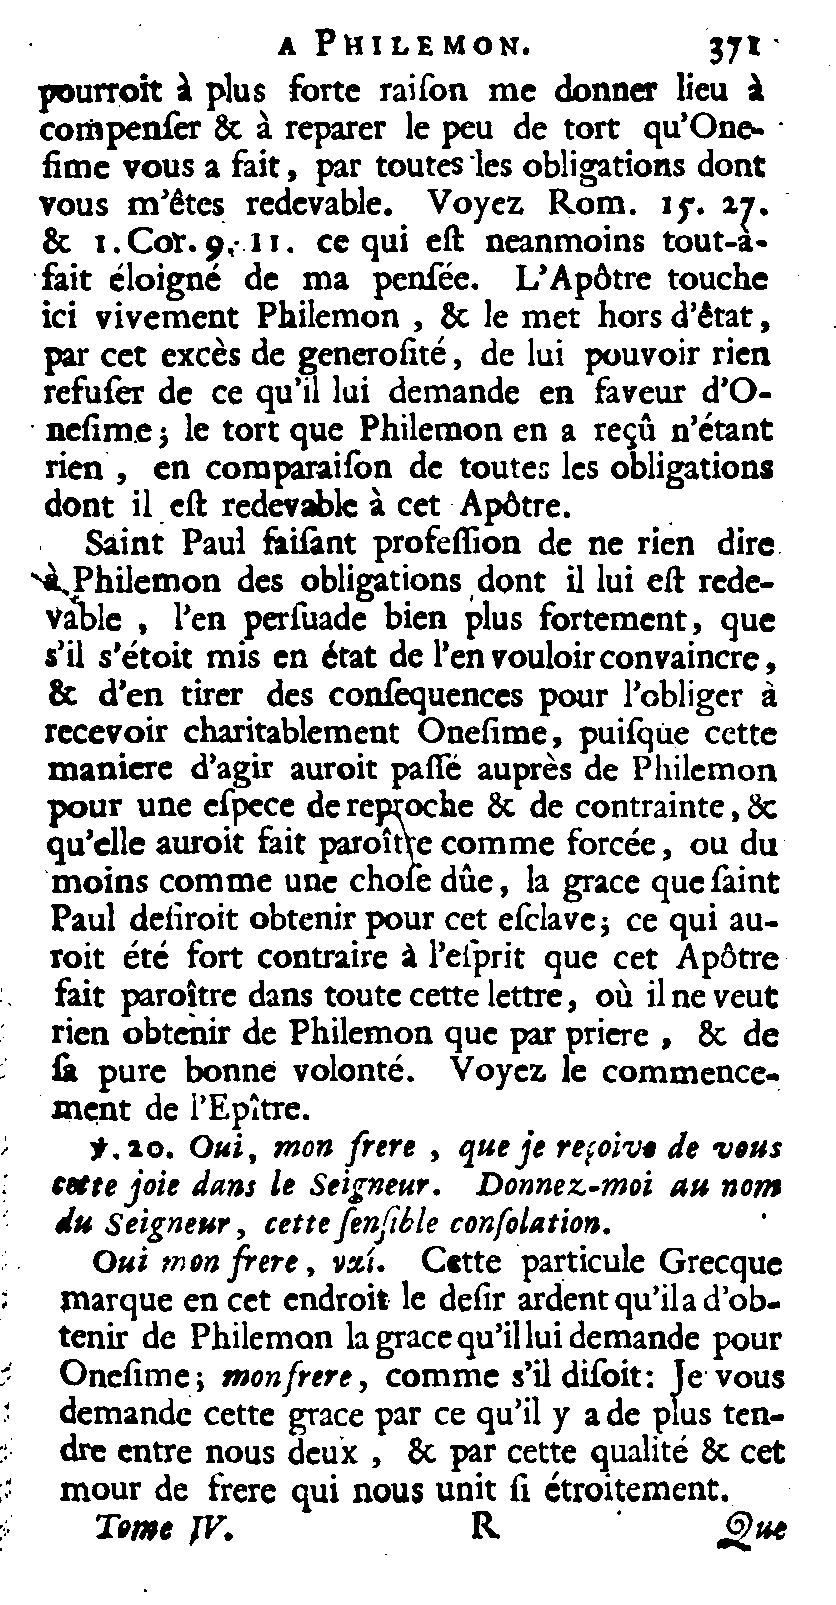 A PHILEMON. 371
pourroit à plus forte raiſon me donner lieu à
compenſer & à reparer le peu de tort qu'One-
ſime vous a fait, par toutes les obligations dont
vous m'êtes redevable. Voyez Rom. 15. 27.
& 1. Cor. 9. 11. ce qui eſt neanmoins tout-à-
fait éloigné de ma penſée. L'Apôtre touche
ici vivement Philemon, & le met hors d'état,
par cet excès de generoſité, de lui pouvoir rien
refuſer de ce qu'il lui demande en faveur d'O-
neſime; le tort que Philemon en a reçû n'étant
rien, en comparaiſon de toutes les obligations
dont il eſt redevable à cet Apôtre.
Saint Paul faiſant profeſſion de ne rien dire
à Philemon des obligations dont il lui eſt rede-
vable, l'en perſuade bien plus fortement, que
s'il s'étoit mis en état de l'en vouloir convaincre,
& d'en tirer des conſequences pour l'obliger à
recevoir charitablement Oneſime, puiſque cette
maniere d'agir auroit paſſé auprès de Philemon
pour une eſpece de reproche & de contrainte, &
qu'elle auroit fait paroître comme forcée, ou du
moins comme une choſe dûe, la grace que ſaint
Paul deſiroit obtenir pour cet eſclave; ce qui au-
roit été fort contraire à l'eſprit que cet Apôtre
fait paroître dans toute cette lettre, où il ne veut
rien obtenir de Philemon que par priere, & de
ſa pure bonne volonté. Voyez le commence-
ment de l'Epître.
℣. 20. Oui, mon frere, que je reçoive de vous
cette joie dans le Seigneur. Donnez-moi au nom
du Seigneur, cette ſenſible conſolation.
Oui mon frere, ναί. Cette particule Grecque
marque en cet endroit le deſir ardent qu'il a d'ob-
tenir de Philemon la grace qu'il lui demande pour
Oneſime; mon frere, comme s'il diſoit: Je vous
demande cette grace par ce qu'il y a de plus ten-
dre entre nous deux, & par cette qualité & cet
mour de frere qui nous unit ſi étroitement.
Tome IV. R Que